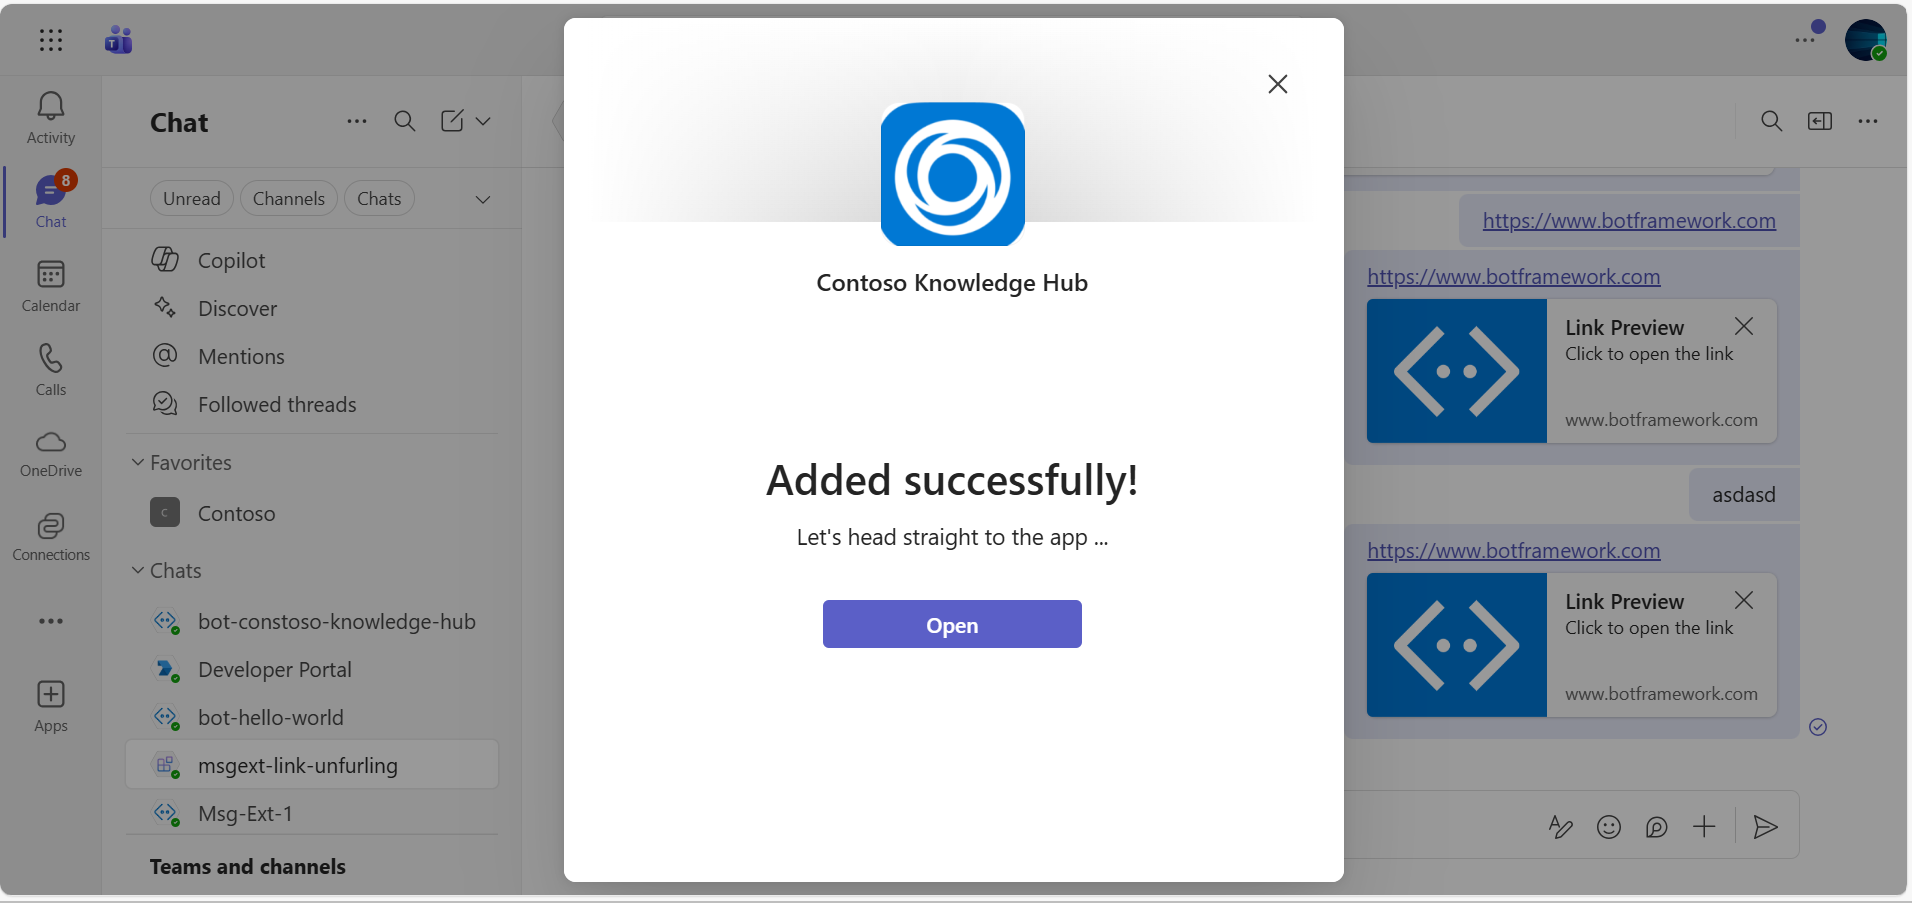 T
Activity
8
Chat
Calendar
Calls
OneDrive
Connections
Apps
Chat
Unread
Channels
Chats
Copilot
Discover
Mentions
Followed threads
Favorites
C
Contoso
Chats
bot-constoso-knowledge-hub
Developer Portal
bot-hello-world
msgext-link-unfurling
Msg-Ext-1
Teams and channels
Contoso Knowledge Hub
Added successfully!
Let's head straight to the app ...
Open
https://www.botframework.com
https://www.botframework.com
Link Preview
Click to open the link
www.botframework.com
asdasd
https://www.botframework.com
Link Preview
Click to open the link
www.botframework.com